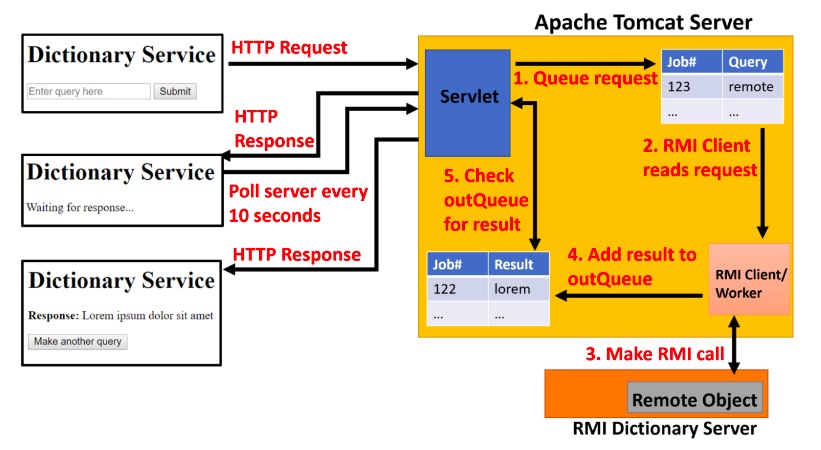 Apache Tomcat Server
Dictionary Service
Enter query here
Submit
HTTP Request
Servlet
1. Queue request
Job# Query
123 remote
... ...
HTTP
Response
2. RMI Client
reads request
Dictionary Service
Waiting for response...
Poll server every
10 seconds
5. Check
outQueue
for result
HTTP Response
Dictionary Service
Response: Lorem ipsum dolor sit amet
Make another query
Job# Result
122 lorem
... ...
4. Add result to
outQueue
RMI Client/
Worker
3. Make RMI call
Remote Object
RMI Dictionary Server